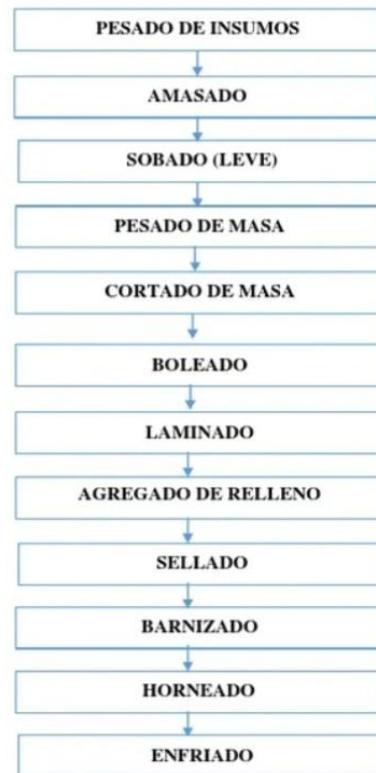 PESADO DE INSUMOS
AMASADO
SOBADO (LEVE)
PESADO DE MASA
CORTADO DE MASA
BOLEADO
LAMINADO
AGREGADO DE RELLENO
SELLADO
BARNIZADO
HORNEADO
ENFRIADO